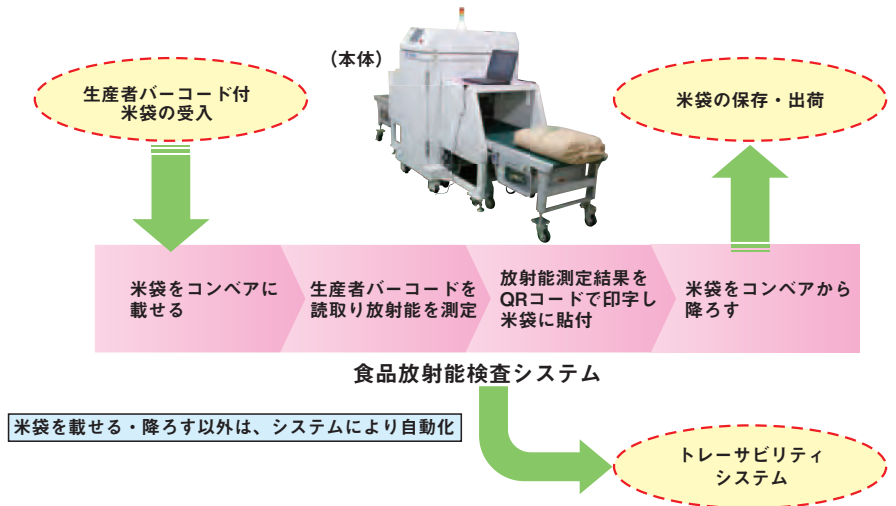 (本体)
生産者バーコード付
米袋の受入
米袋の保存・出荷
米袋をコンベアに
載せる
生産者バーコードを
読取り放射能を測定
放射能測定結果を
QRコードで印字し
米袋に貼付
米袋をコンベアから
降ろす
食品放射能検査システム
米袋を載せる・降ろす以外は、システムにより自動化
トレーサビリティ
システム